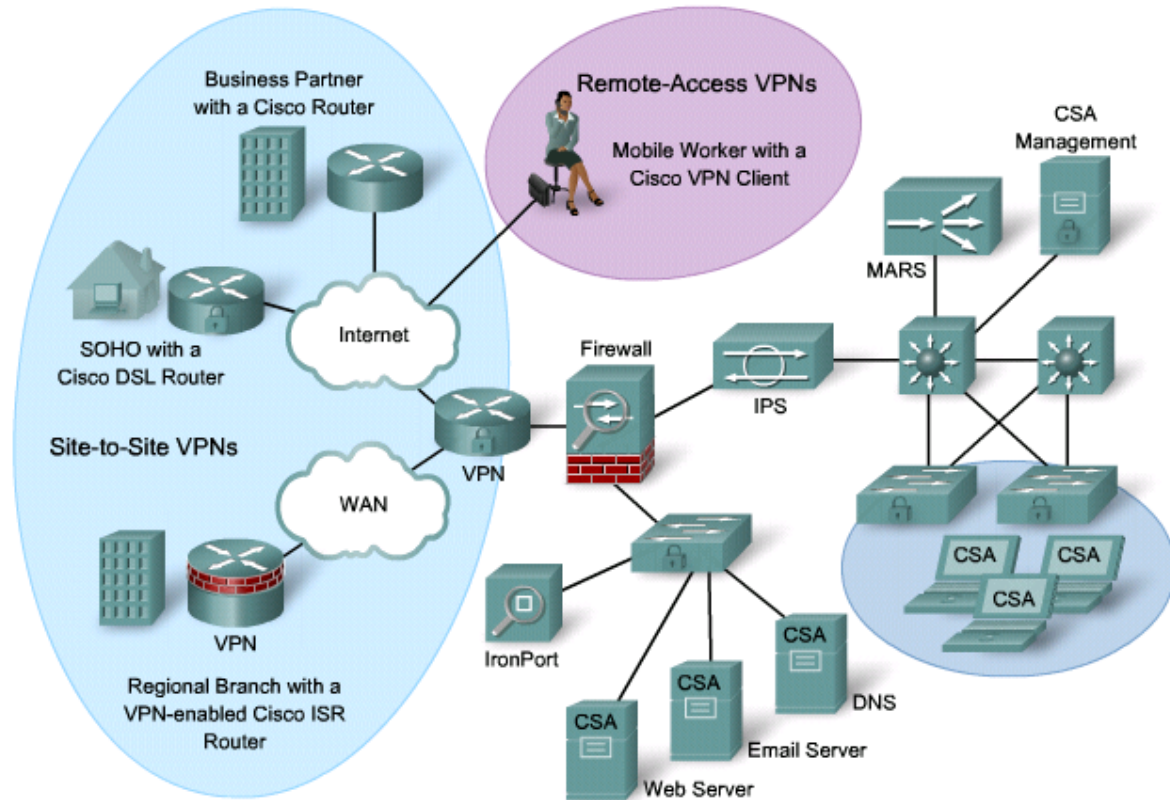 Business Partner
with a Cisco Router
Remote-Access VPNs
Mobile Worker with a
Cisco VPN Client
CSA
Management
MARS
SOHO with a
Cisco DSL Router
Internet
Firewall
IPS
Site-to-Site VPNs
VPN
WAN
VPN
Regional Branch with a
VPN-enabled Cisco ISR
Router
IronPort
CSA
Web Server
CSA
Email Server
CSA
DNS
CSA
CSA
CSA